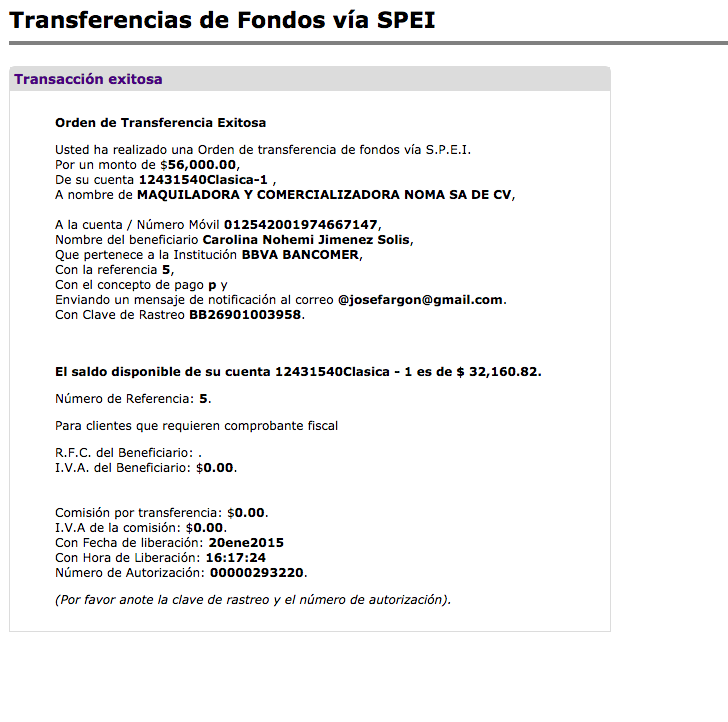 Transferencias de Fondos vía SPEI
Transacción exitosa
Orden de Transferencia Exitosa
Usted ha realizado una Orden de transferencia de fondos vía S.P.E.I.
Por un monto de $56,000.00,
De su cuenta 12431540Clasica-1 ,
A nombre de MAQUILADORA Y COMERCIALIZADORA NOMA SA DE CV,
A la cuenta / Número Móvil 012542001974667147,
Nombre del beneficiario Carolina Nohemi Jimenez Solis,
Que pertenece a la Institución BBVA BANCOMER,
Con la referencia 5,
Con el concepto de pago p y
Enviando un mensaje de notificación al correo @josefargon@gmail.com.
Con Clave de Rastreo BB26901003958.
El saldo disponible de su cuenta 12431540Clasica - 1 es de $ 32,160.82.
Número de Referencia: 5.
Para clientes que requieren comprobante fiscal
R.F.C. del Beneficiario: .
I.V.A. del Beneficiario: $0.00.
Comisión por transferencia: $0.00.
I.V.A de la comisión: $0.00.
Con Fecha de liberación: 20ene2015
Con Hora de Liberación: 16:17:24
Número de Autorización: 00000293220.
(Por favor anote la clave de rastreo y el número de autorización).